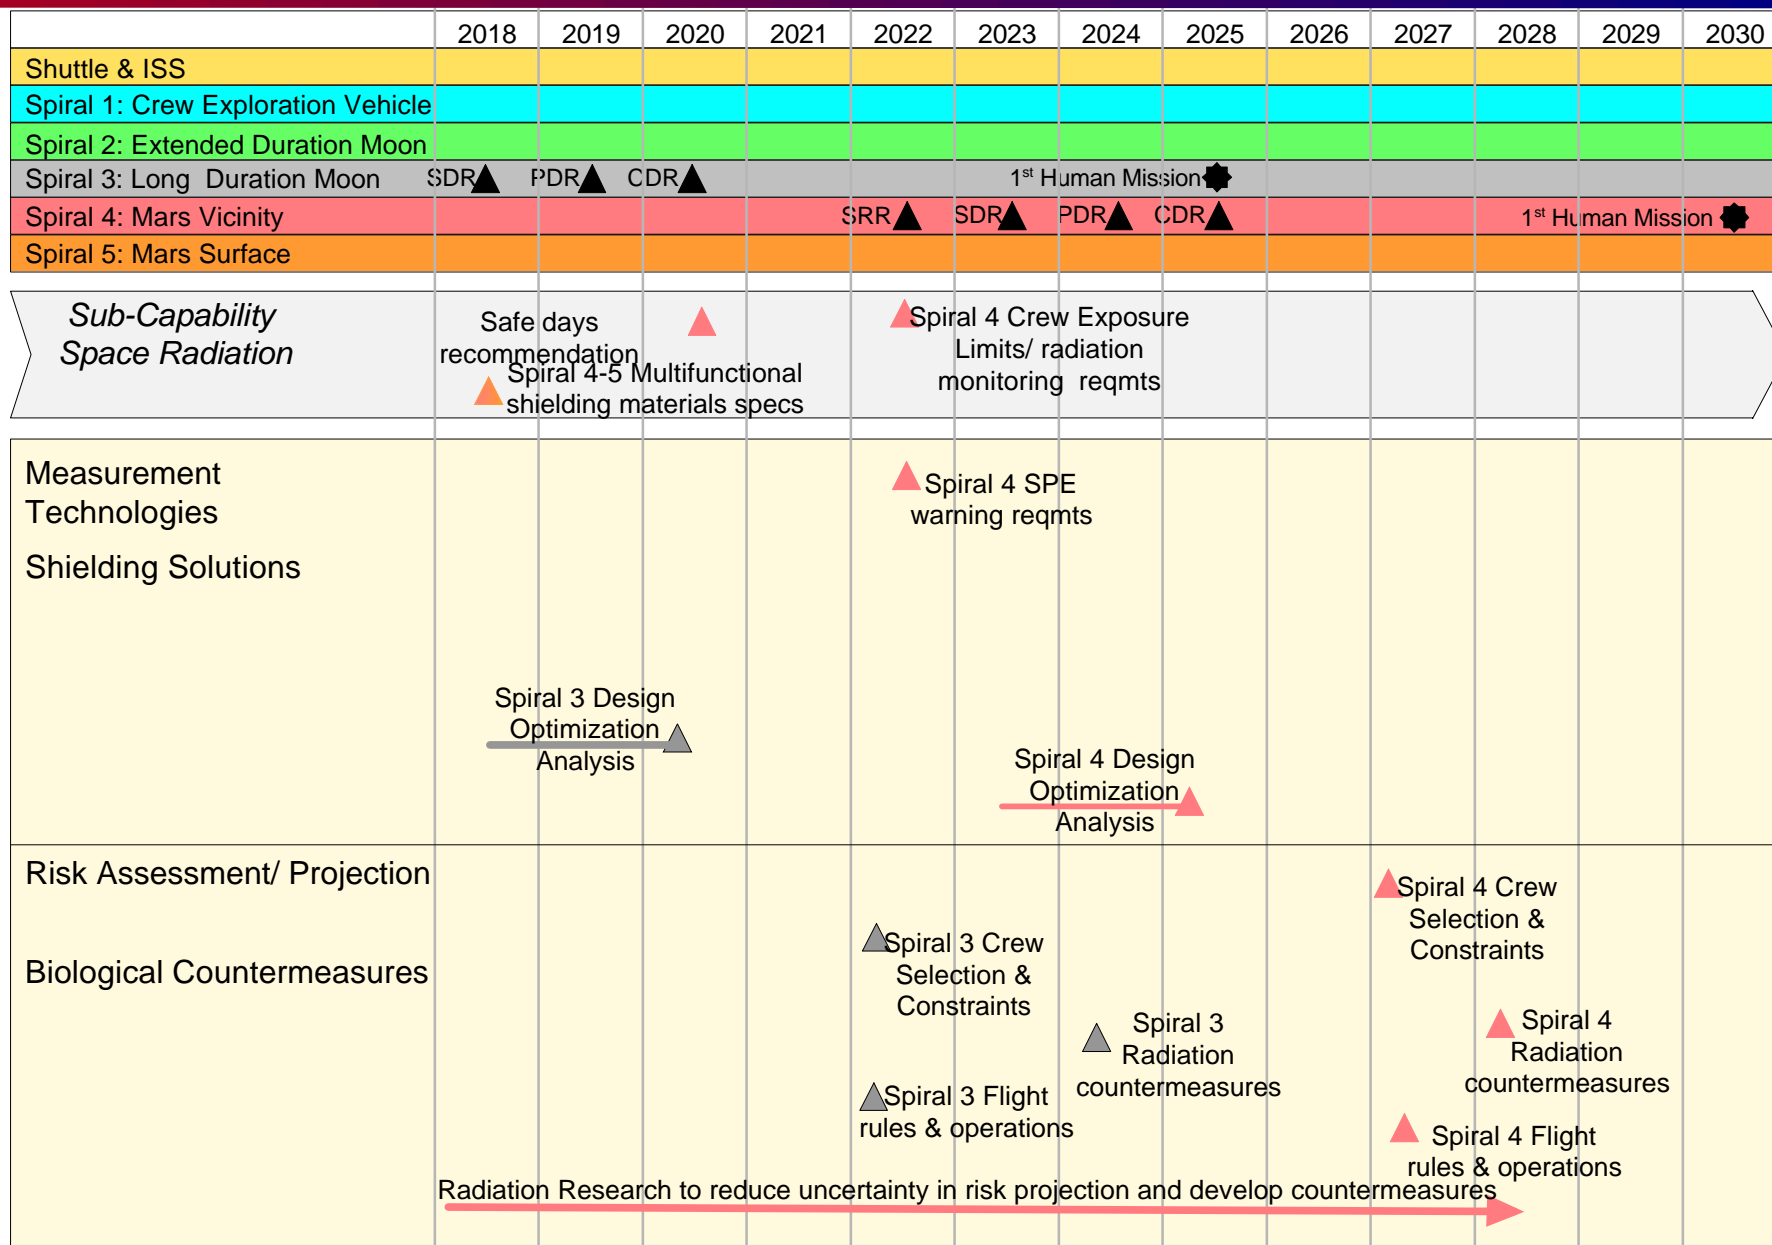 2018 2019 2020 2021 2022 2023 2024 2025 2026 2027 2028 2029 2030
Shuttle & ISS
Spiral 1: Crew Exploration Vehicle
Spiral 2: Extended Duration Moon
Spiral 3: Long Duration Moon SDR PDR CDR 1st Human Mission
Spiral 4: Mars Vicinity SRR SDR PDR CDR 1st Human Mission
Spiral 5: Mars Surface
Sub-Capability
Space Radiation
Safe days
recommendation
Spiral 4-5 Multifunctional
shielding materials specs
Spiral 4 Crew Exposure
Limits/ radiation
monitoring reqmts
Measurement
Technologies
Spiral 4 SPE
warning reqmts
Shielding Solutions
Spiral 3 Design
Optimization
Analysis
Spiral 4 Design
Optimization
Analysis
Risk Assessment/ Projection
Spiral 4 Crew
Selection &
Constraints
Spiral 3 Crew
Selection &
Constraints
Biological Countermeasures
Spiral 3
Radiation
countermeasures
Spiral 4
Radiation
countermeasures
Spiral 3 Flight
rules & operations
Spiral 4 Flight
rules & operations
Radiation Research to reduce uncertainty in risk projection and develop countermeasures